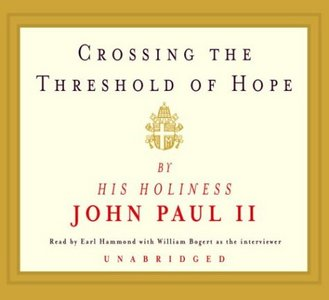 CROSSING THE
THRESHOLD OF HOPE
BY
HIS HOLINESS
JOHN PAUL II
Read by Earl Hammond with William Bogert as the interviewer
UNABRIDGED